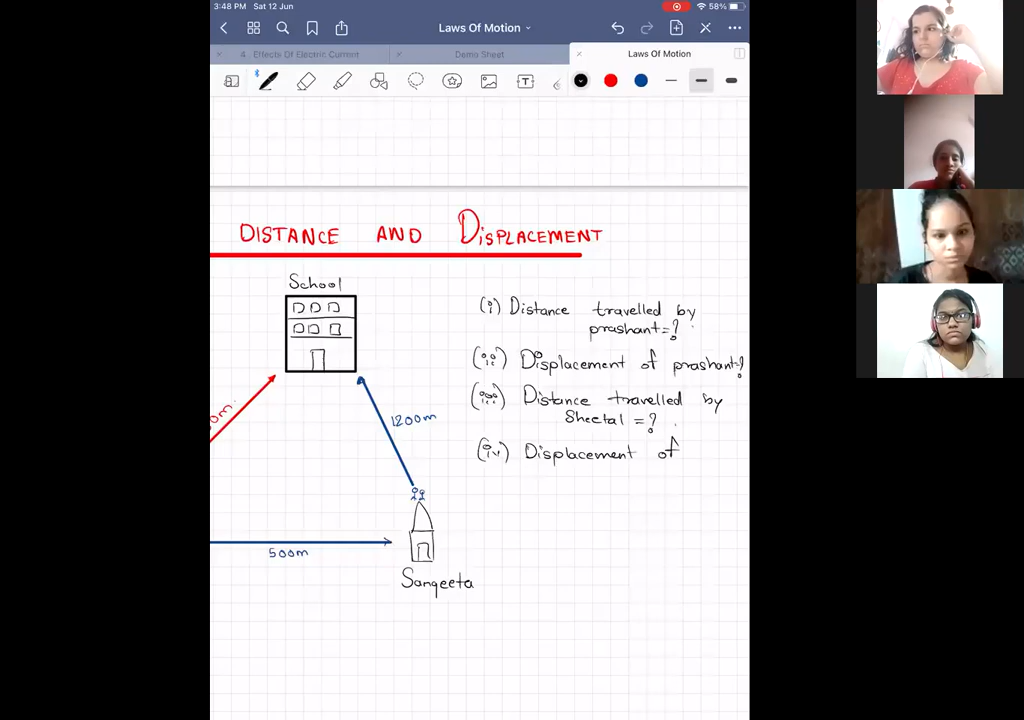 3:48 PM Sat 12 Jun
58%
Laws Of Motion
4. Effects Of Electric Current
Demo Sheet
Laws Of Motion
DISTANCE AND DISPLACEMENT
School
(i) Distance travelled by
prashant=?
(ii) Displacement of prashant=?
(iii) Distance travelled by
Sheetal =?
(iv) Displacement of
1200m
500m
Sangeeta